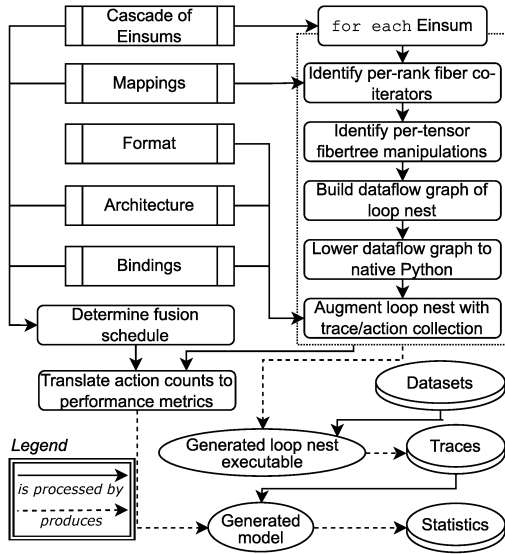 Cascade of
Einsums
for each Einsum
Mappings
Identify per-rank fiber co-
iterators
Format
Identify per-tensor
fibertree manipulations
Architecture
Build dataflow graph of
loop nest
Bindings
Lower dataflow graph to
native Python
Determine fusion
schedule
Augment loop nest with
trace/action collection
Translate action counts to
performance metrics
Datasets
Legend
is processed by
produces
Generated loop nest
executable
Traces
Generated
model
Statistics